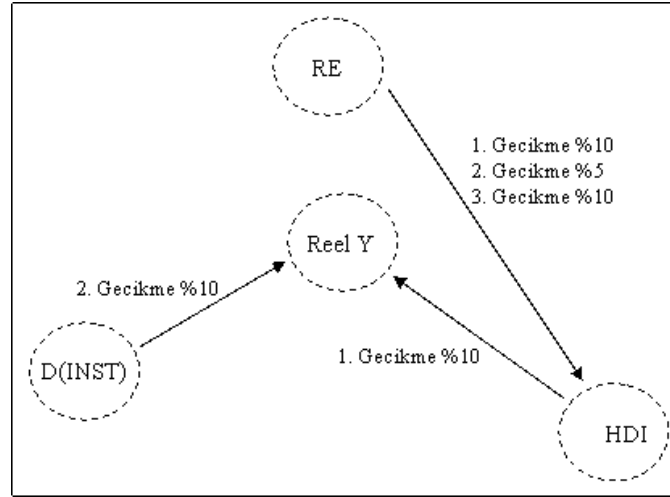 RE
1. Gecikme %10
2. Gecikme %5
3. Gecikme %10
Reel Y
2. Gecikme %10
D(INST)
1. Gecikme %10
HDI